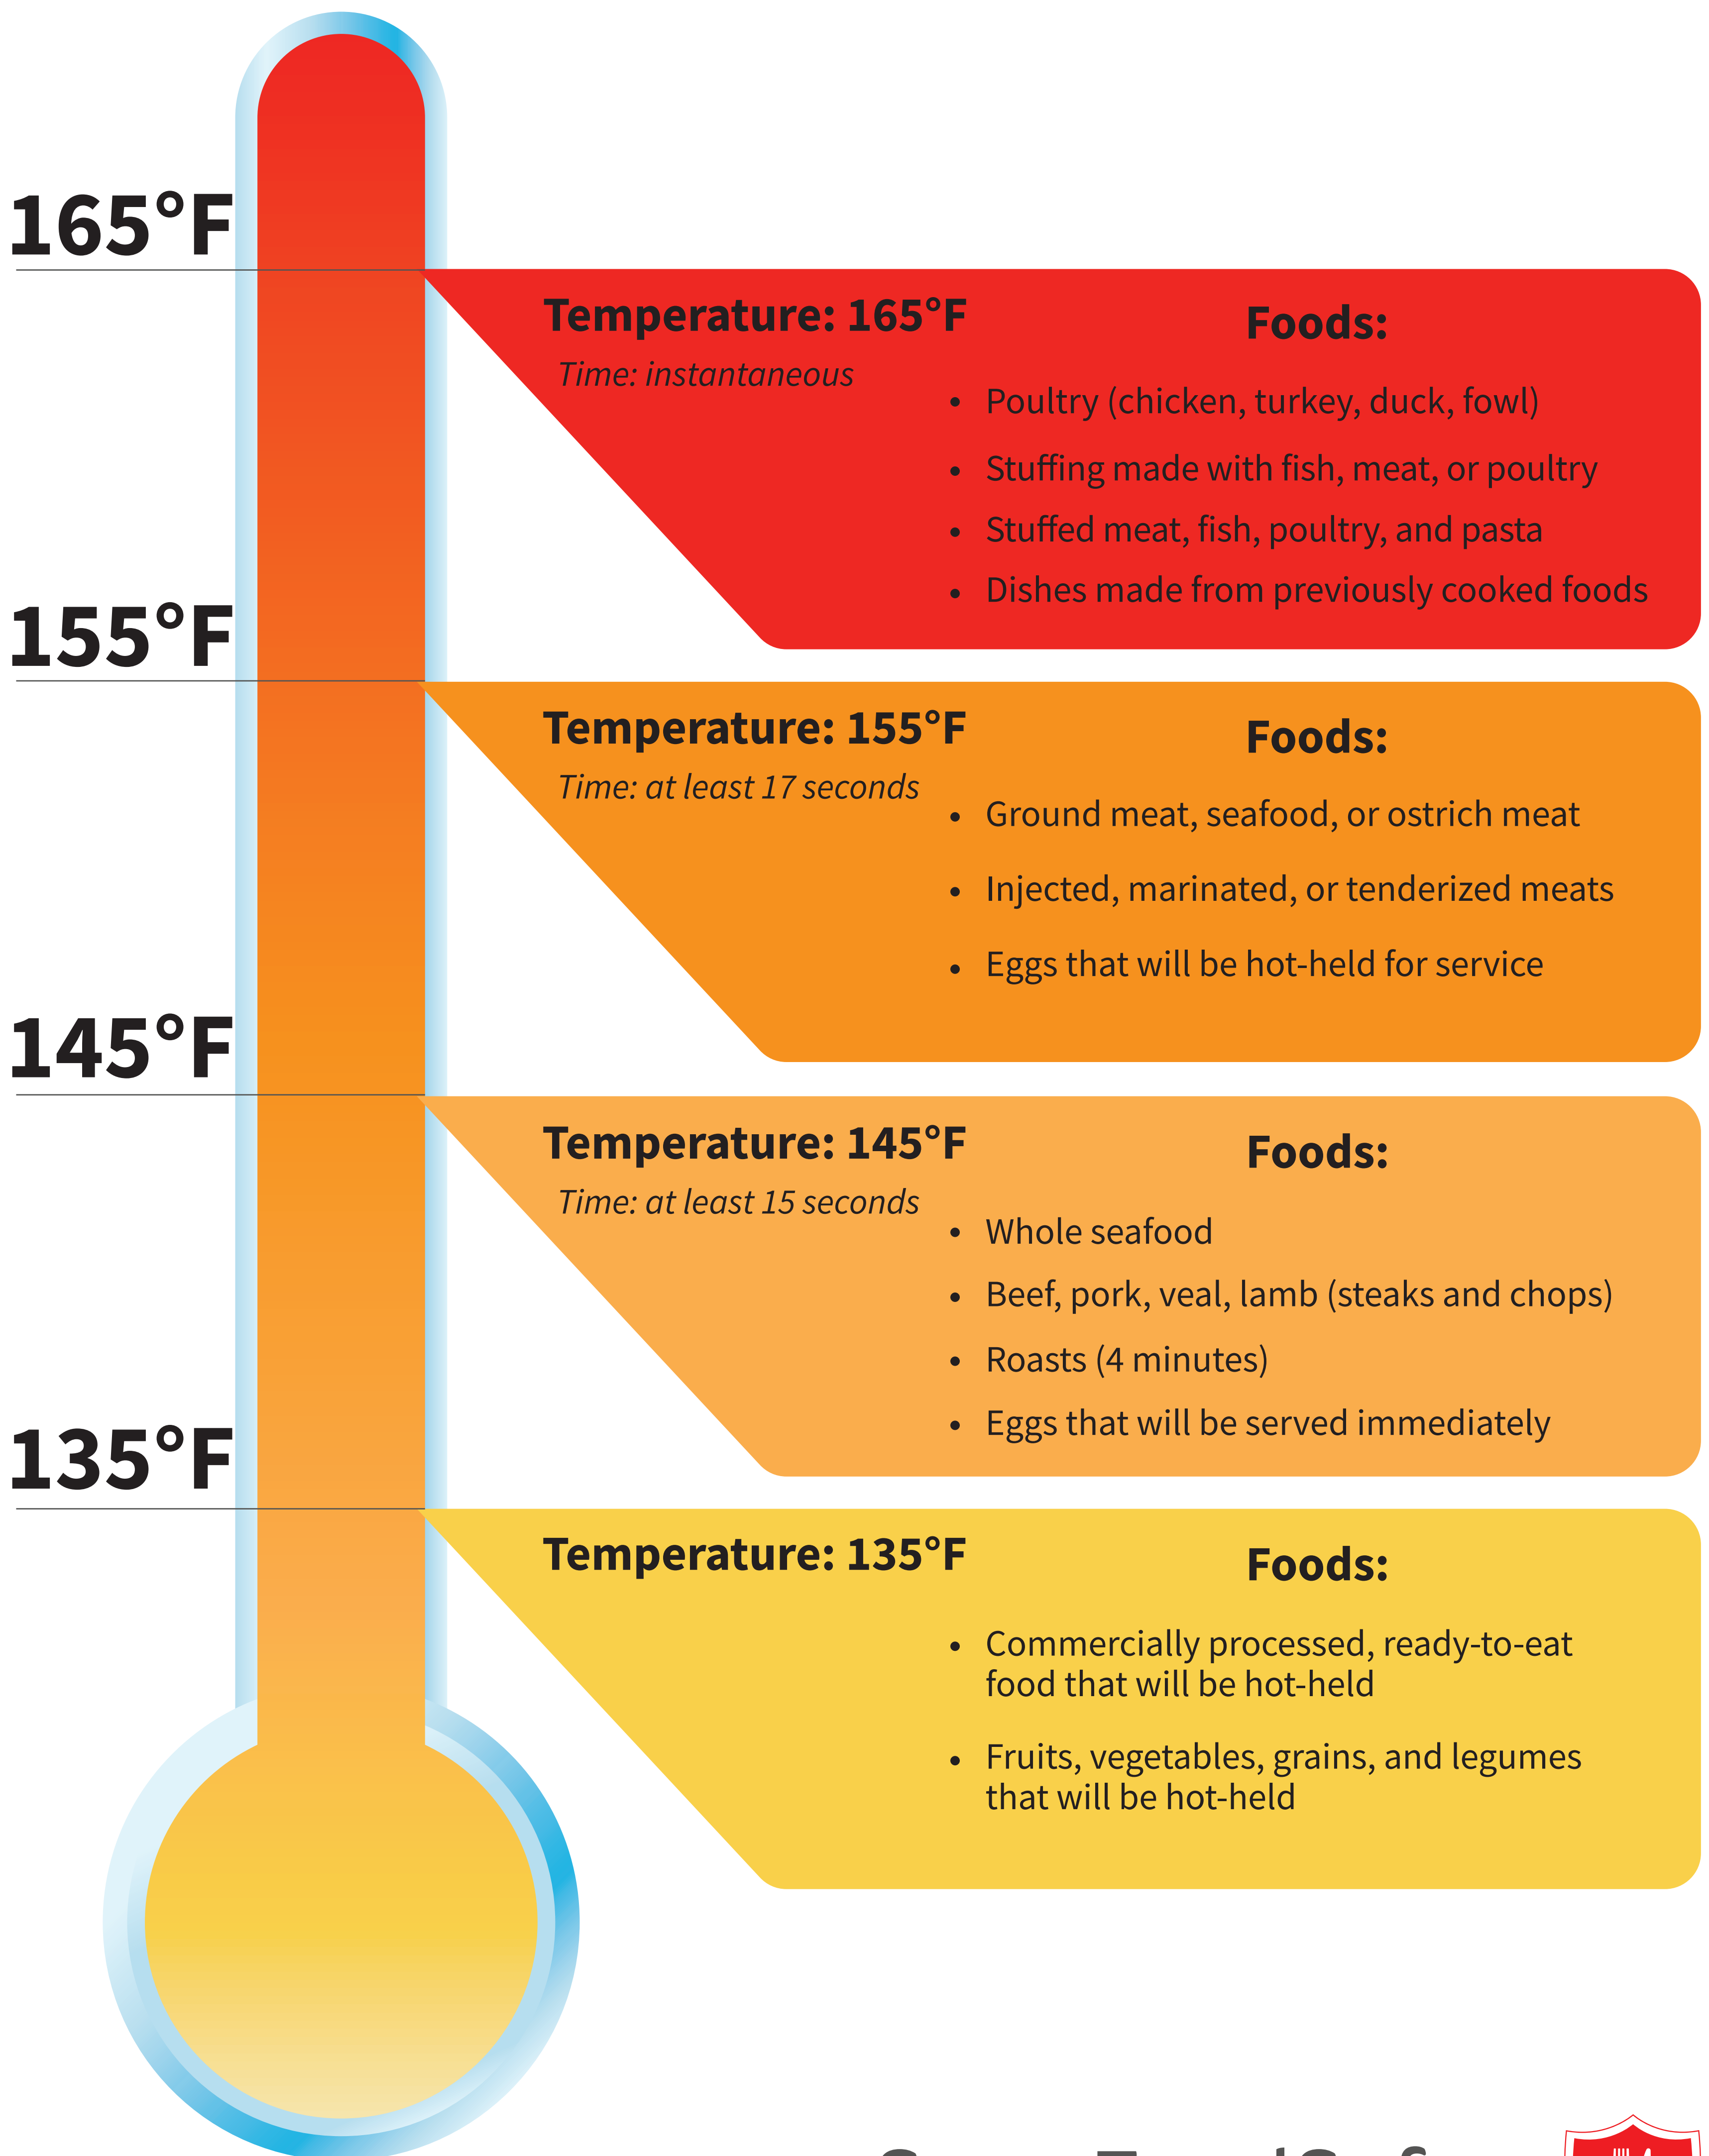 165°F
Temperature: 165°F
Time: instantaneous
Foods:
• Poultry (chicken, turkey, duck, fowl)
• Stuffing made with fish, meat, or poultry
• Stuffed meat, fish, poultry, and pasta
• Dishes made from previously cooked foods
155°F
Temperature: 155°F
Time: at least 17 seconds
Foods:
• Ground meat, seafood, or ostrich meat
• Injected, marinated, or tenderized meats
• Eggs that will be hot-held for service
145°F
Temperature: 145°F
Time: at least 15 seconds
Foods:
• Whole seafood
• Beef, pork, veal, lamb (steaks and chops)
• Roasts (4 minutes)
• Eggs that will be served immediately
135°F
Temperature: 135°F
Foods:
• Commercially processed, ready-to-eat
food that will be hot-held
• Fruits, vegetables, grains, and legumes
that will be hot-held